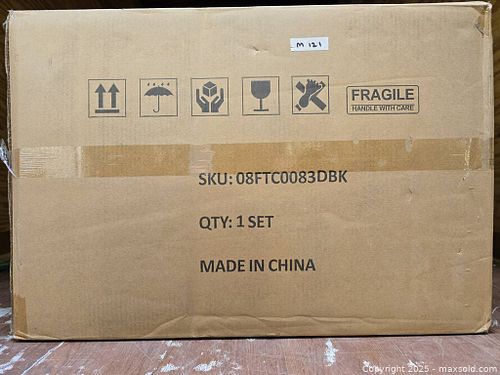 M 121
FRAGILE
HANDLE WITH CARE
SKU: 08FTC0083DBK
QTY: 1 SET
MADE IN CHINA
Copyright 2025 - maxsold.com